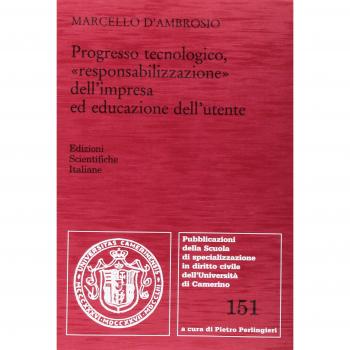 MARCELLO D'AMBROSIO
Progresso tecnologico,
«responsabilizzazione»
dell'impresa
ed educazione dell'utente
Edizioni
Scientifiche
Italiane
Pubblicazioni
della Scuola
di specializzazione
in diritto civile
dell'Università
di Camerino
151
a cura di Pietro Perlingieri